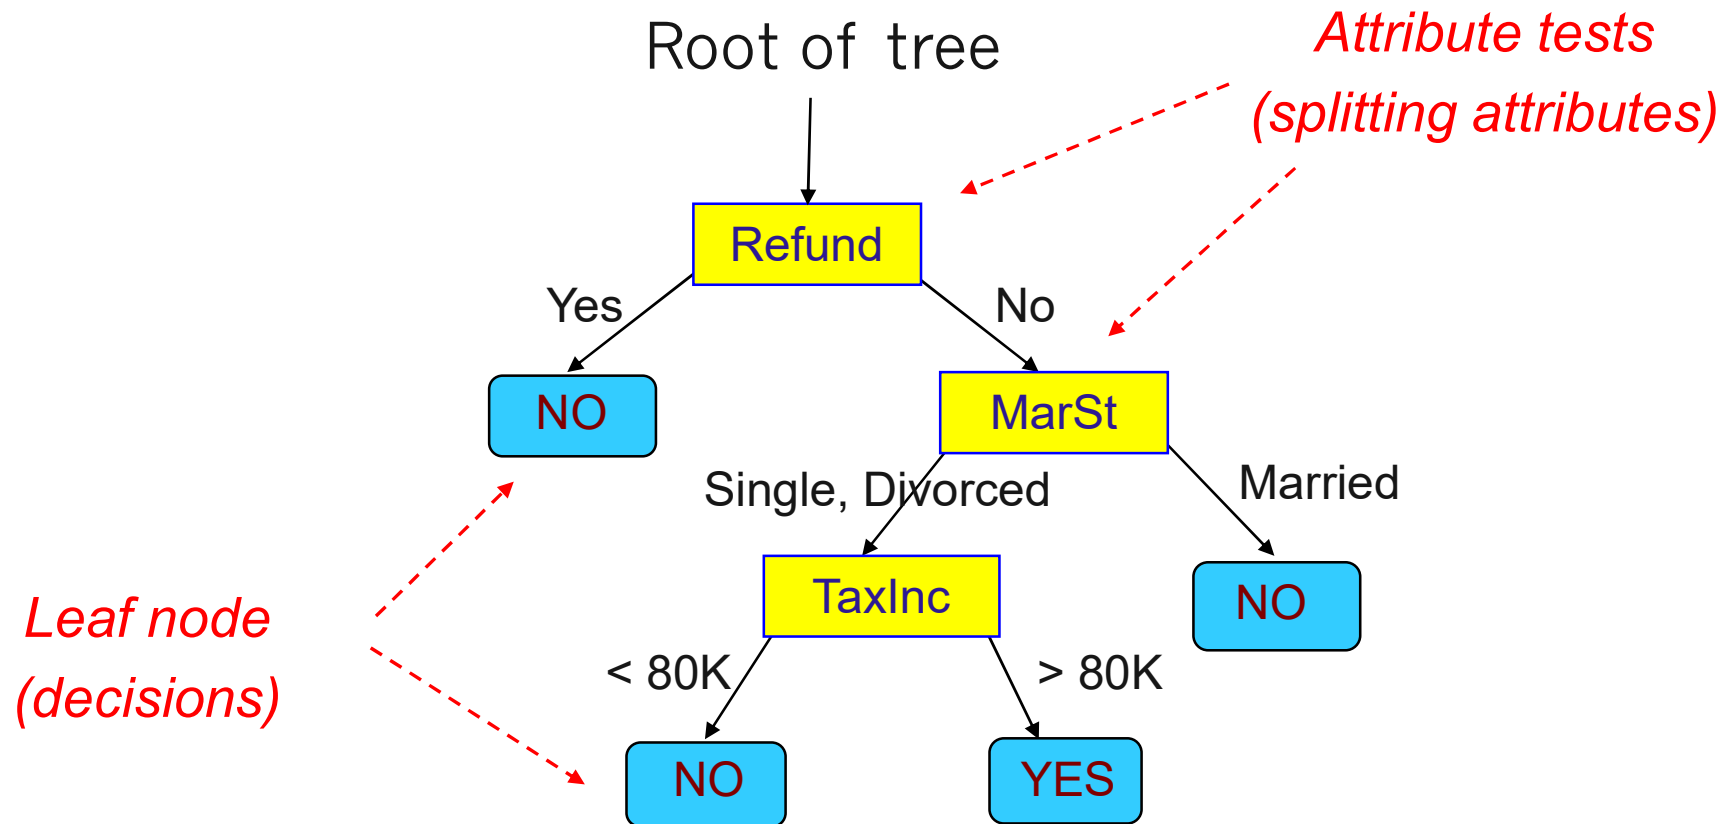 Root of tree
Attribute tests
(splitting attributes)
Refund
Yes
No
NO
MarSt
Single, Divorced
Married
TaxInc
NO
Leaf node
(decisions)
< 80K
> 80K
NO
YES